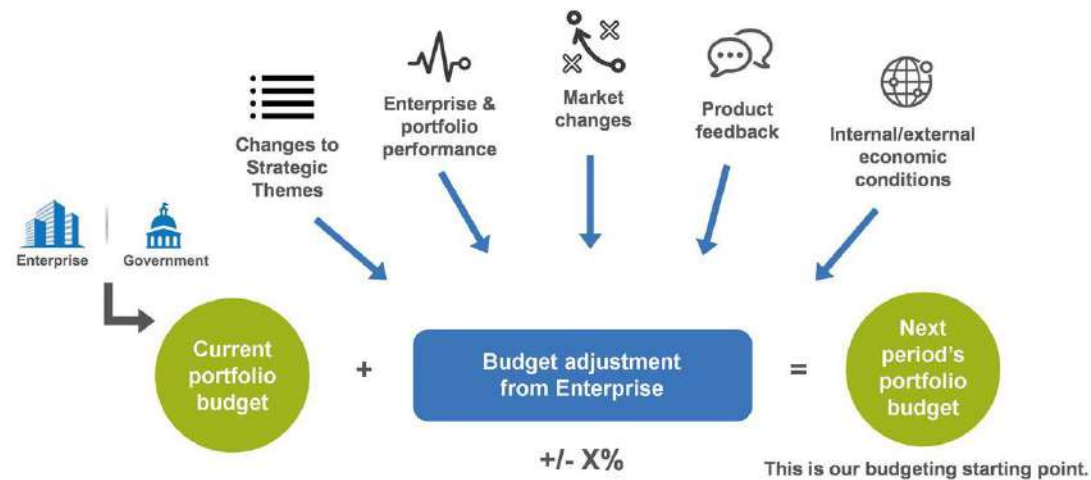 Changes to
Strategic
Themes
Enterprise &
portfolio
performance
Market
changes
Product
feedback
Internal/external
economic
conditions
Enterprise
Government
Current
portfolio
budget
+
Budget adjustment
from Enterprise
=
Next
period's
portfolio
budget
+/- X%
This is our budgeting starting point.